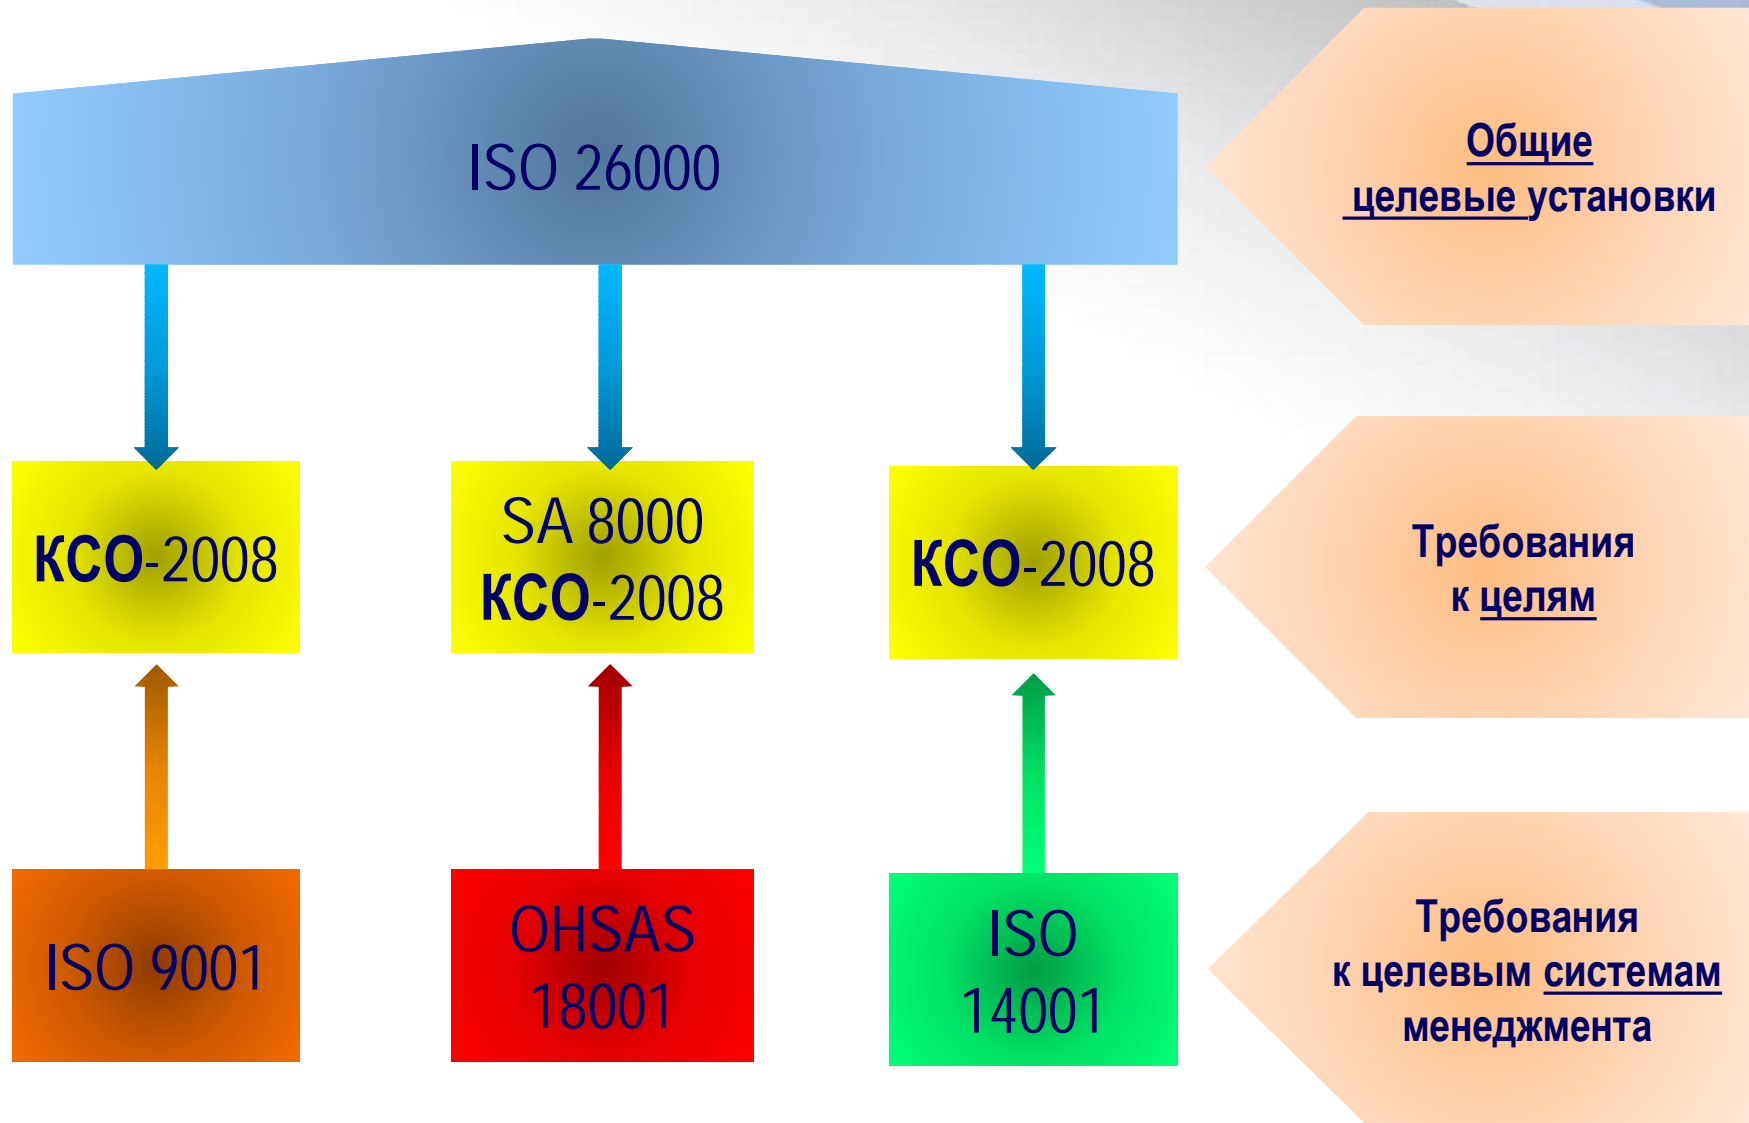 ISO 26000
Общие
целевые установки
КСО-2008
SA 8000
КСО-2008
КСО-2008
Требования
к целям
ISO 9001
OHSAS
18001
ISO
14001
Требования
к целевым системам
менеджмента